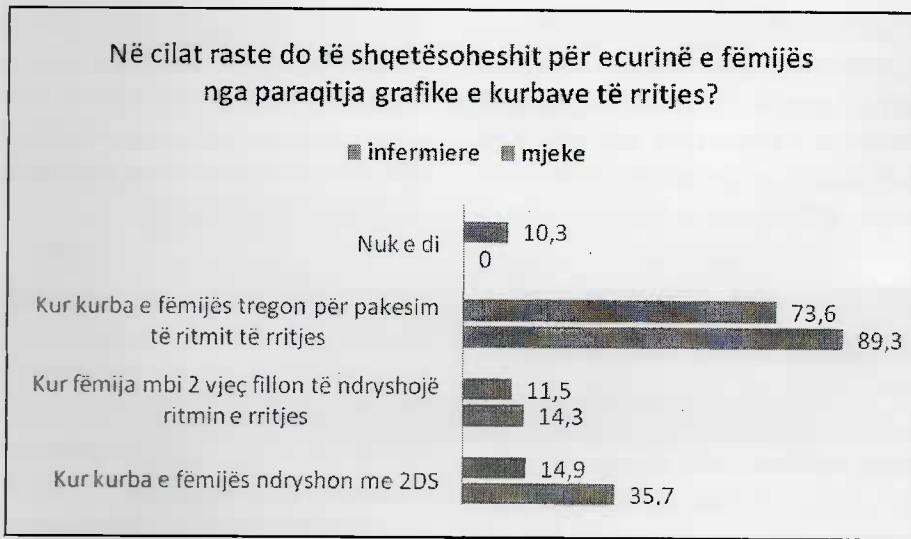 Në cilat raste do të shqetësoheshit për ecurinë e fëmijës
nga paraqitja grafike e kurbave të rritjes?
infermiere mjeke
Nuk e di
10,3
0
Kur kurba e fëmijës tregon për pakesim
të ritmit të rritjes
73,6
89,3
Kur fëmija mbi 2 vjeç fillon të ndryshojë
ritmin e rritjes
11,5
14,3
Kur kurba e fëmijës ndryshon me 2DS
14,9
35,7